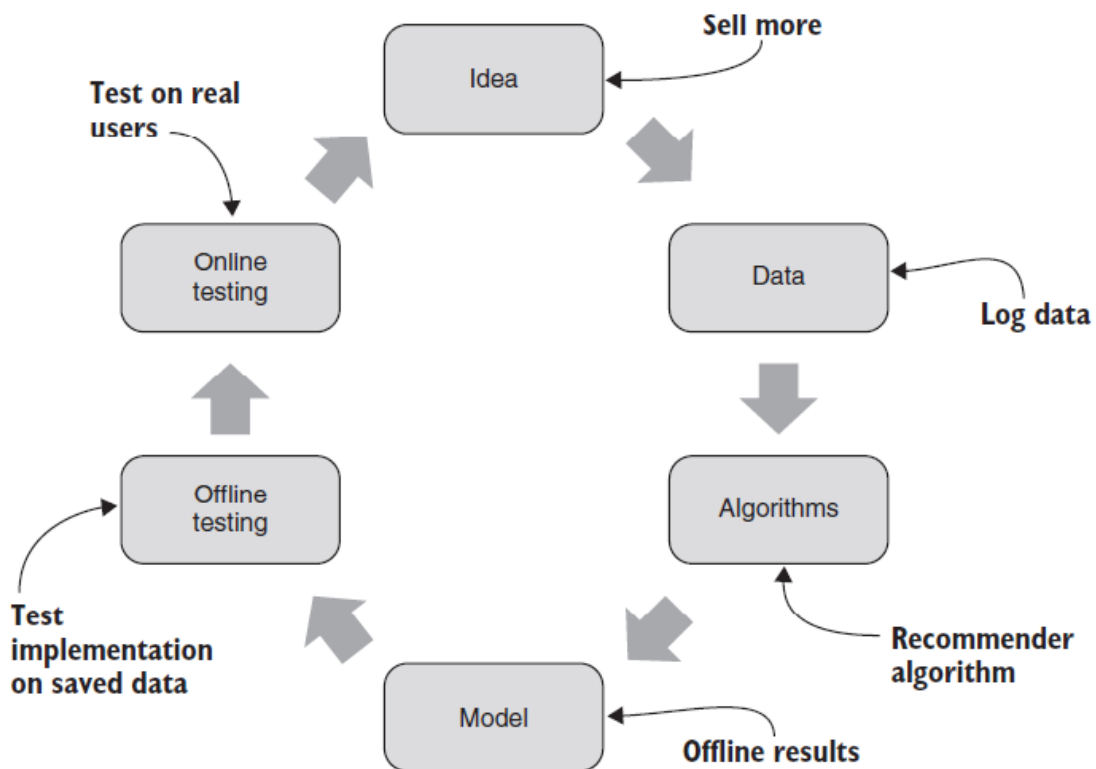 Sell more
Idea
Test on real
users
Online
testing
Data
Log data
Offline
testing
Algorithms
Test
implementation
on saved data
Recommender
algorithm
Model
Offline results